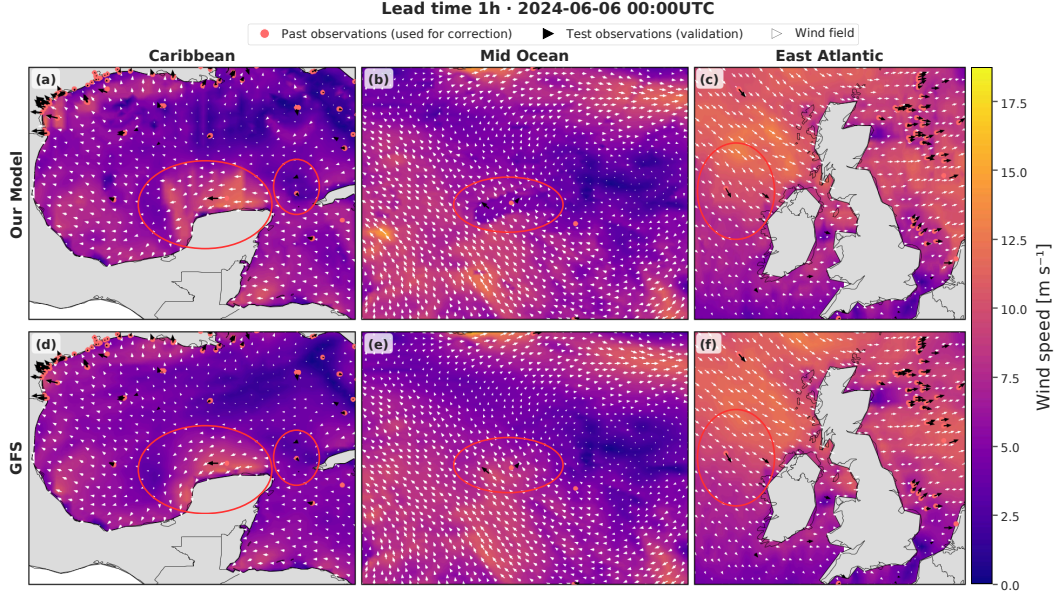 Lead time 1h · 2024-06-06 00:00UTC
Past observations (used for correction) Test observations (validation) Wind field
Caribbean Mid Ocean East Atlantic
(a) (b) (c)
Our Model
(d) (e) (f)
GFS
17.5
15.0
12.5
10.0
7.5
5.0
2.5
0.0
Wind speed [m s⁻¹]